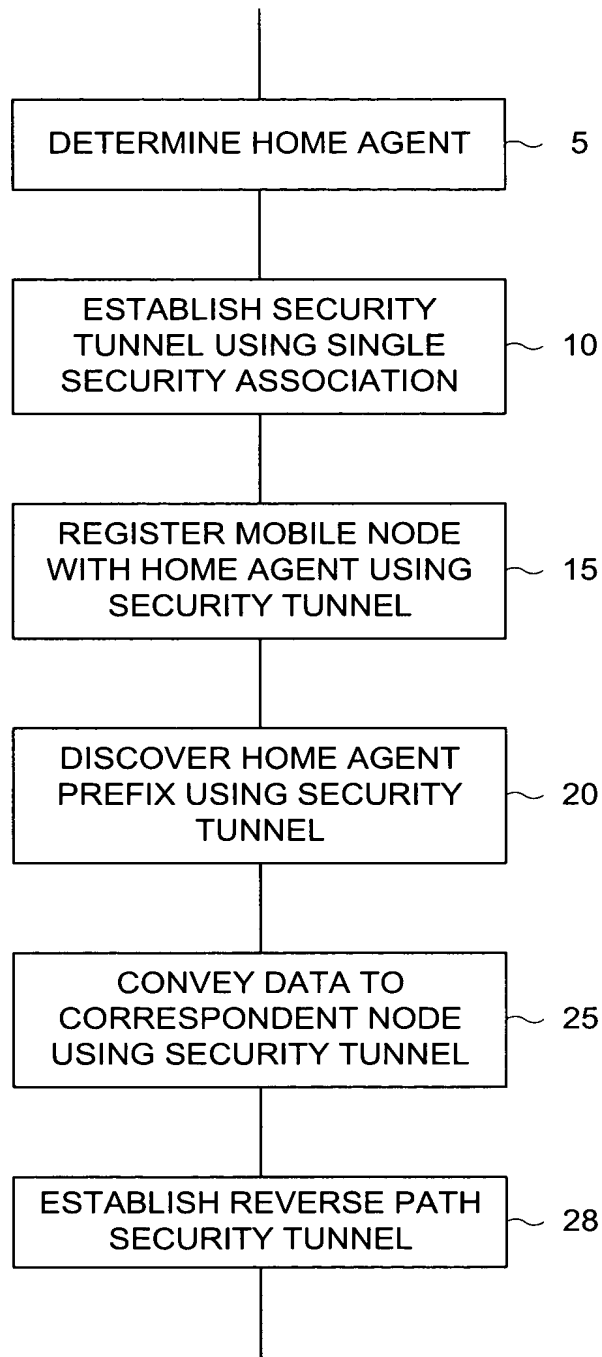 DETERMINE HOME AGENT
5
ESTABLISH SECURITY
TUNNEL USING SINGLE
SECURITY ASSOCIATION
10
REGISTER MOBILE NODE
WITH HOME AGENT USING
SECURITY TUNNEL
15
DISCOVER HOME AGENT
PREFIX USING SECURITY
TUNNEL
20
CONVEY DATA TO
CORRESPONDENT NODE
USING SECURITY TUNNEL
25
ESTABLISH REVERSE PATH
SECURITY TUNNEL
28